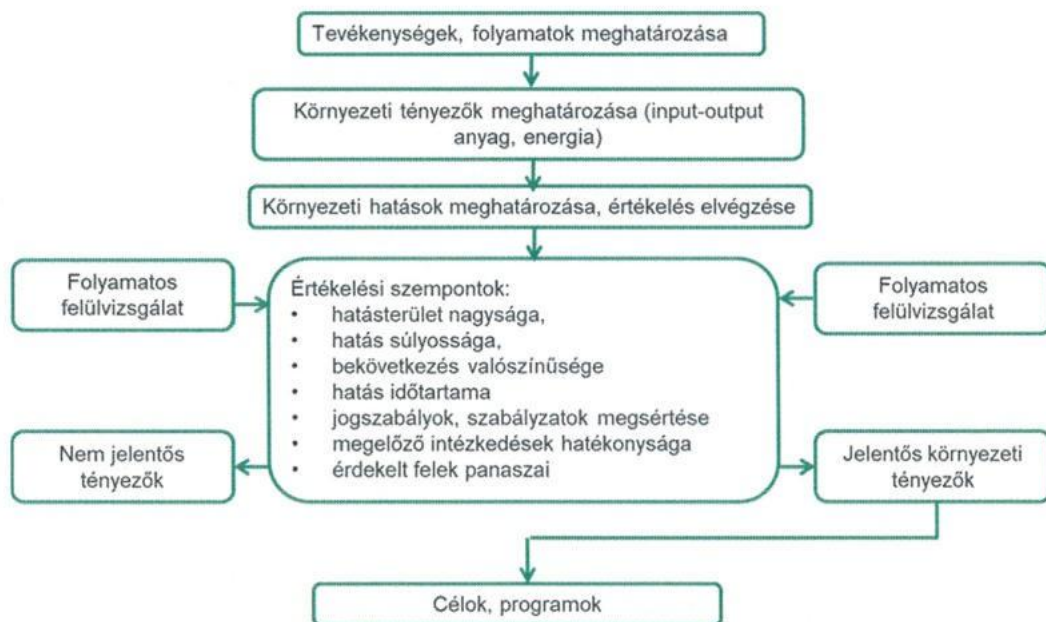 Tevékenységek, folyamatok meghatározása
Környezeti tényezők meghatározása (input-output
anyag, energia)
Környezeti hatások meghatározása, értékelés elvégzése
Folyamatos
felülvizsgálat
Értékelési szempontok:
• hatásterület nagysága,
• hatás súlyossága,
• bekövetkezés valószínűsége
• hatás időtartama
• jogszabályok, szabályzatok megsértése
• megelőző intézkedések hatékonysága
• érdekelt felek panaszai
Folyamatos
felülvizsgálat
Nem jelentős
tényezők
Jelentős környezeti
tényezők
Célok, programok